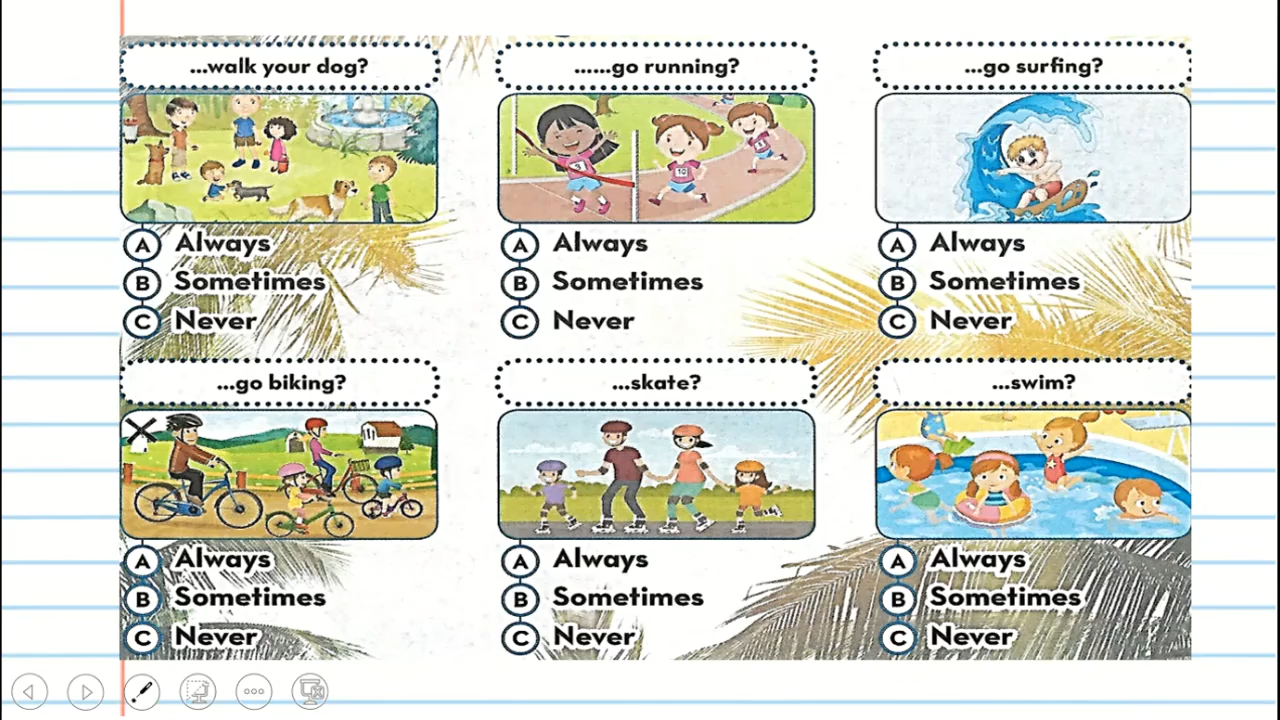 ...walk your dog?
A Always
B Sometimes
C Never
......go running?
A Always
B Sometimes
C Never
...go surfing?
A Always
B Sometimes
C Never
...go biking?
A Always
B Sometimes
C Never
...skate?
A Always
B Sometimes
C Never
...swim?
A Always
B Sometimes
C Never